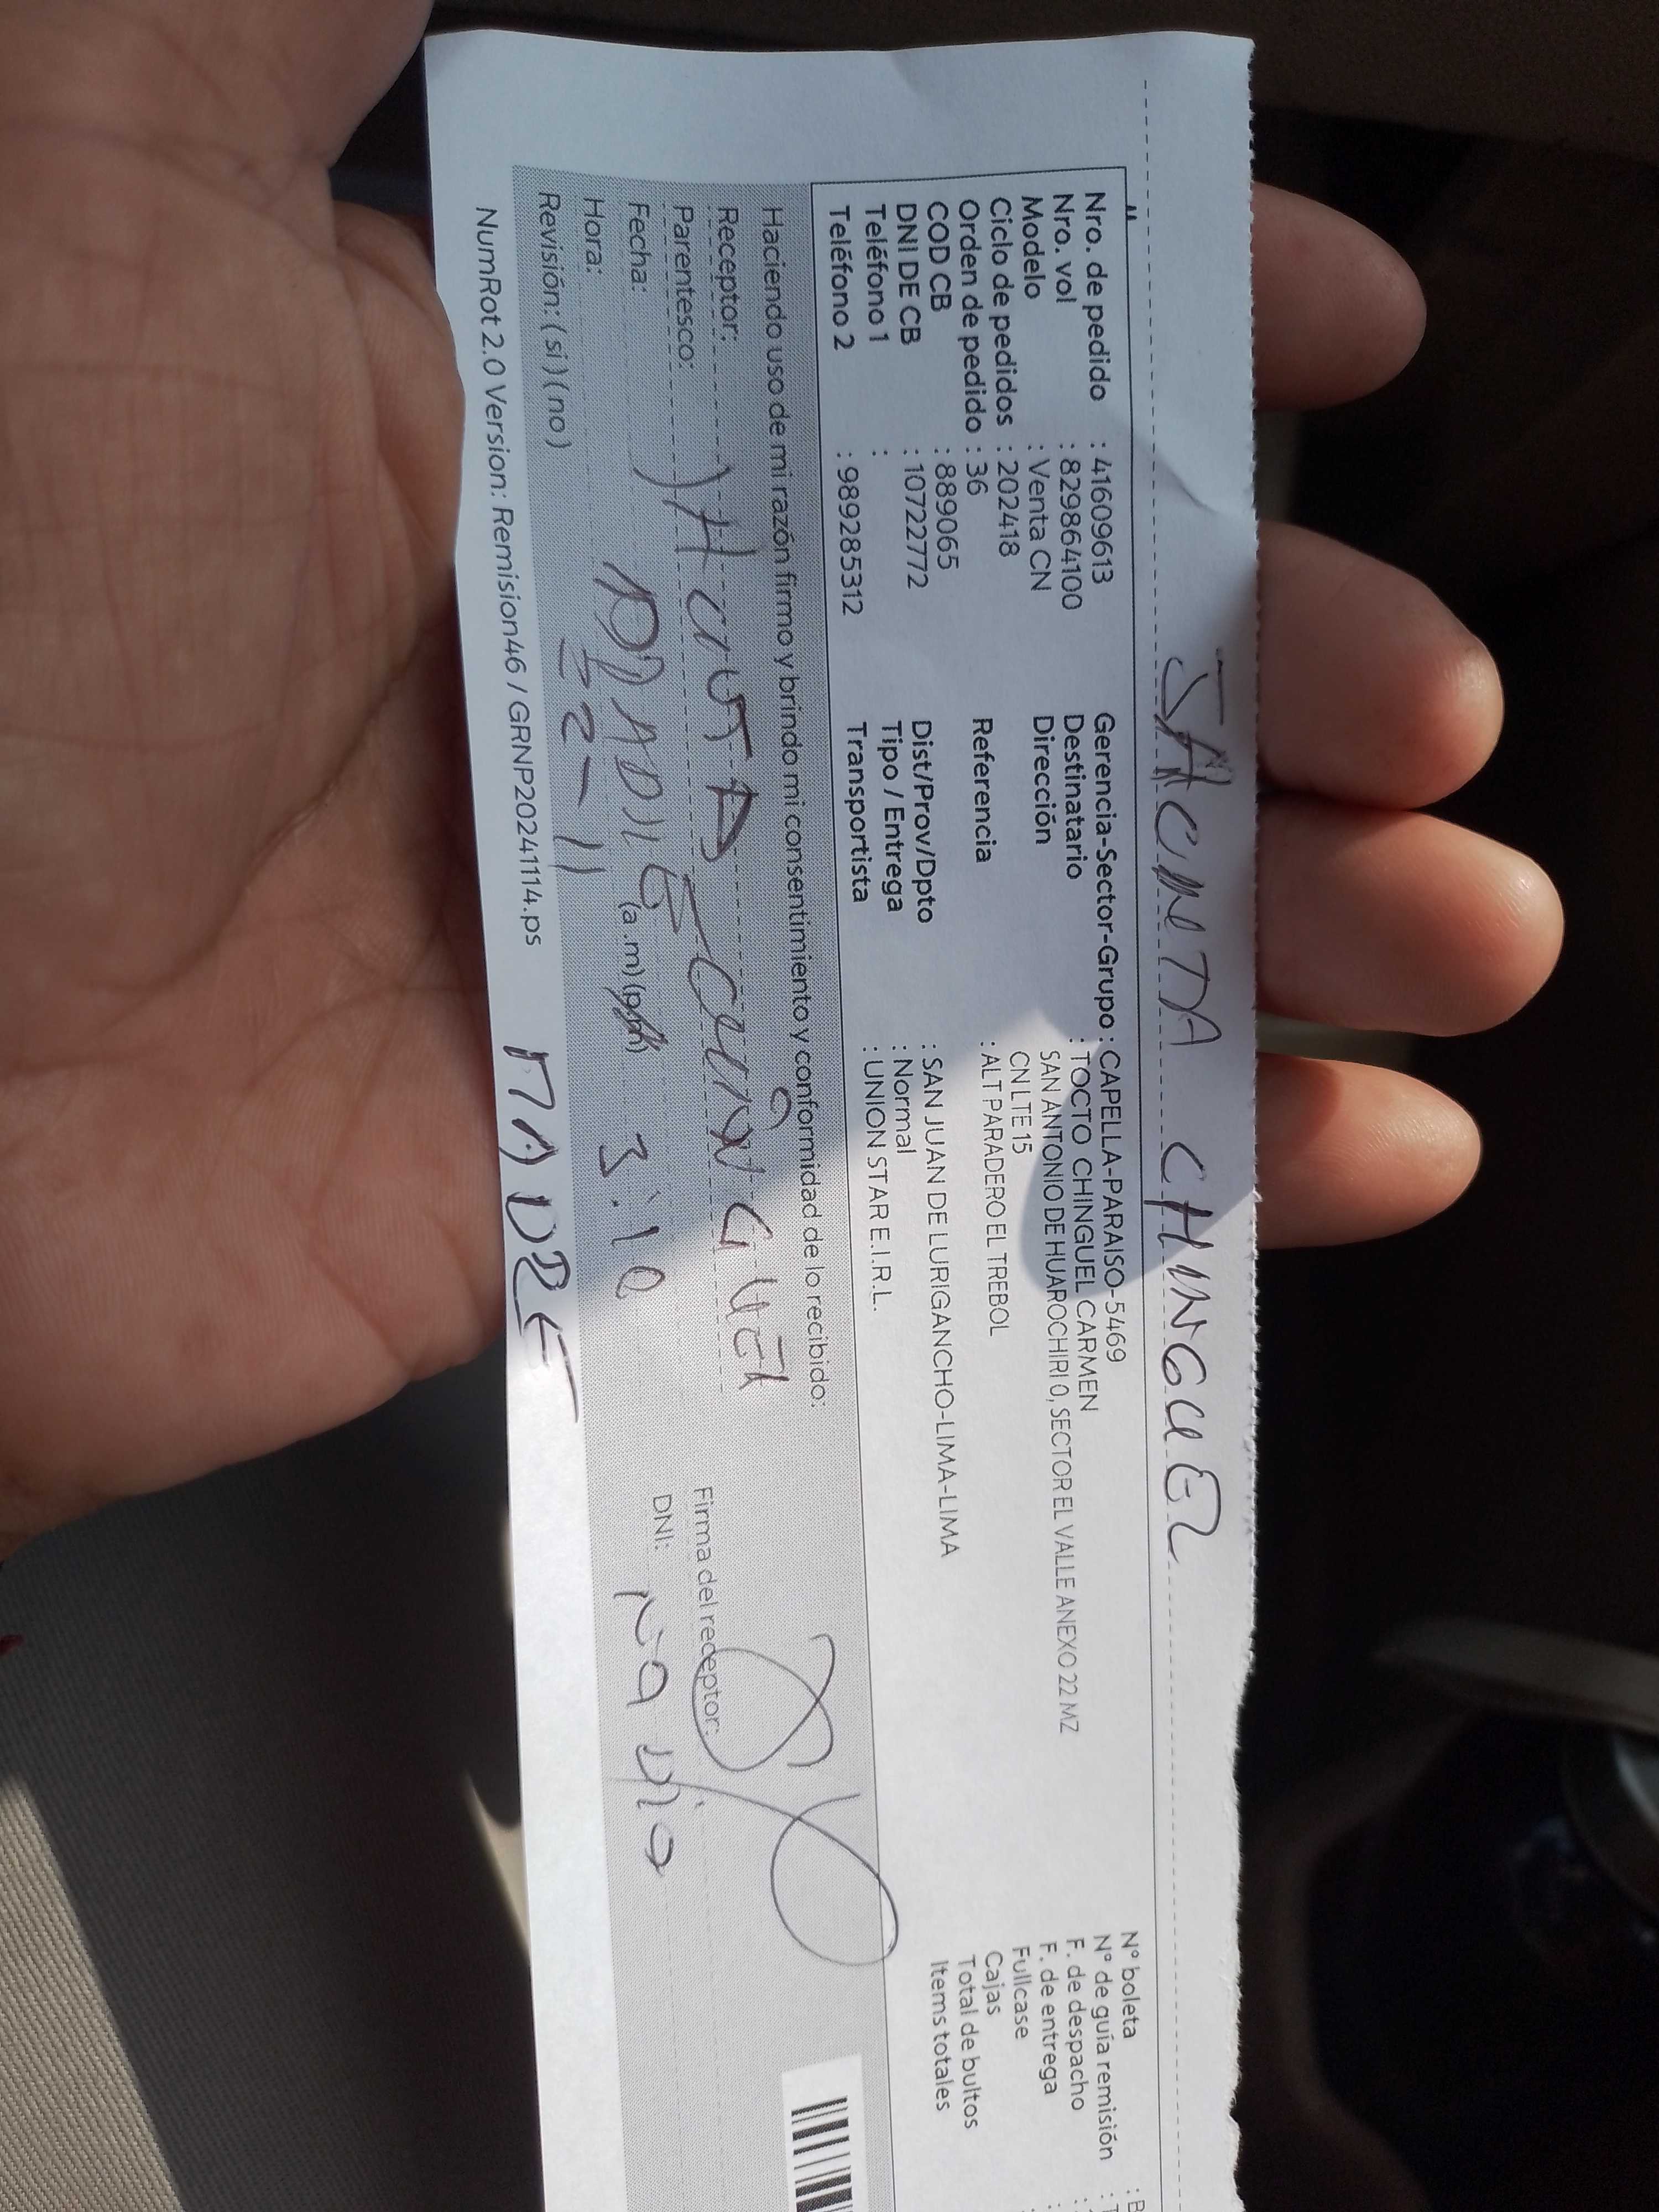 JACINTA CHINGUEL
Nro. de pedido : 41609613
Nro. vol : 829864100
Modelo : Venta CN
Ciclo de pedidos : 202418
Orden de pedido : 36
COD CB : 889065
DNI DE CB : 10722772
Teléfono 1 :
Teléfono 2 : 989285312
Gerencia-Sector-Grupo : CAPELLA-PARAISO-5469
Destinatario : TOCTO CHINGUEL CARMEN
Dirección SAN ANTONIO DE HUAROCHIRI 0, SECTOR EL VALLE ANEXO 22 MZ
CN LTE 15
Referencia : ALT PARADERO EL TREBOL
Dist/Prov/Dpto : SAN JUAN DE LURIGANCHO-LIMA-LIMA
Tipo / Entrega : Normal
Transportista : UNION STAR E.I.R.L.
N° boleta : B
N° de guía remisión :
F. de despacho :
F. de entrega :
Fullcase :
Cajas
Total de bultos
Items totales
Haciendo uso de mi razón firmo y brindo mi consentimiento y conformidad de lo recibido:
Receptor:
Parentesco:
Fecha:
Hora: (a.m) (pm) 3:10
Revisión: ( si ) ( no ) 22-11
Firma del receptor:
DNI: No dio
NumRot 2.0 Version: Remision46 / GRNP20241114.ps
MADRE